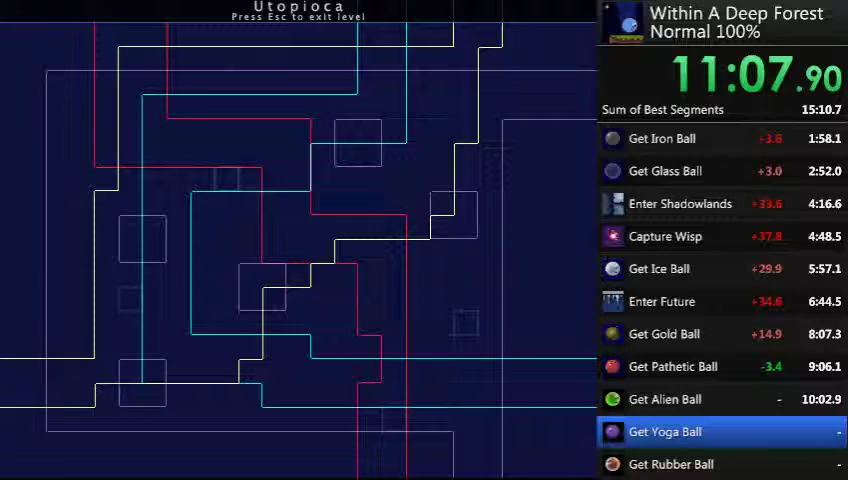 Utopioca
Press Esc to exit level
Within A Deep Forest
Normal 100%
11:07.90
Sum of Best Segments 15:10.7
Get Iron Ball +3.6 1:58.1
Get Glass Ball +3.0 2:52.0
Enter Shadowlands +33.6 4:16.6
Capture Wisp +37.8 4:48.5
Get Ice Ball +29.9 5:57.1
Enter Future +34.6 6:44.5
Get Gold Ball +14.9 8:07.3
Get Pathetic Ball -3.4 9:06.1
Get Alien Ball - 10:02.9
Get Yoga Ball -
Get Rubber Ball -